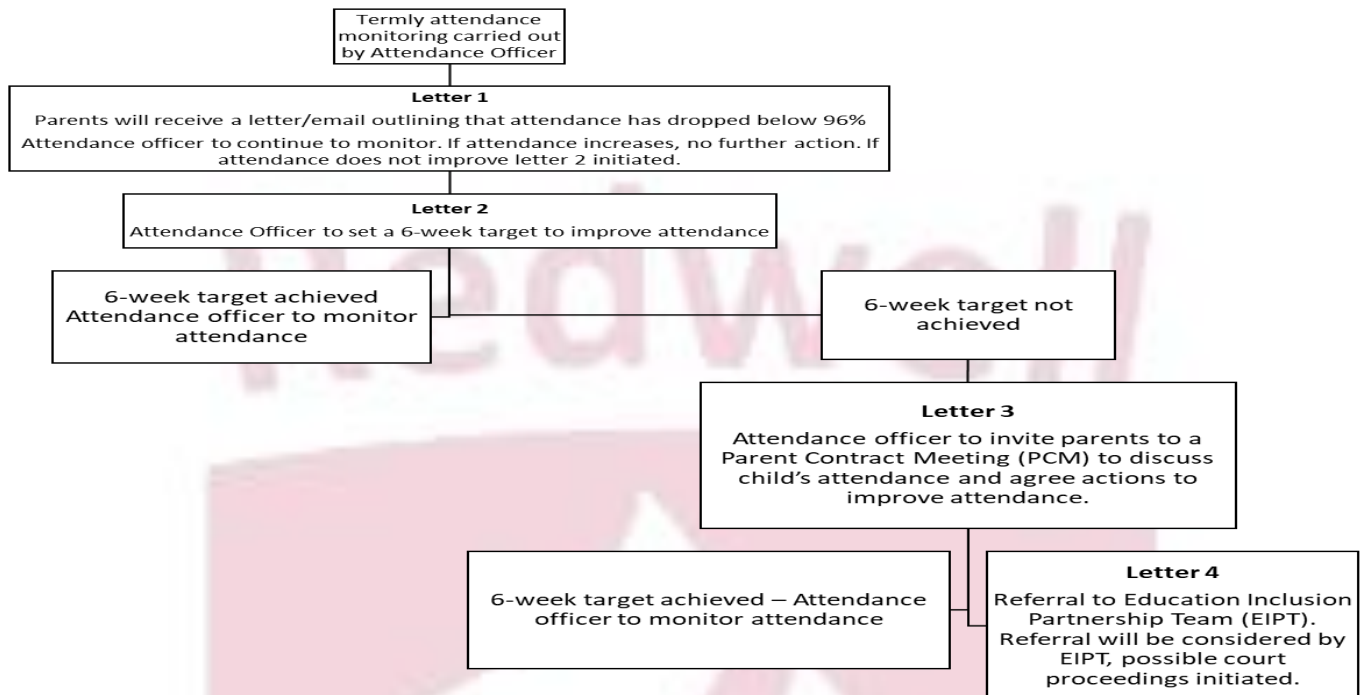 Termly attendance
monitoring carried out
by Attendance Officer
Letter 1
Parents will receive a letter/email outlining that attendance has dropped below 96%
Attendance officer to continue to monitor. If attendance increases, no further action. If
attendance does not improve letter 2 initiated.
Letter 2
Attendance Officer to set a 6-week target to improve attendance
6-week target achieved
Attendance officer to monitor
attendance
6-week target not
achieved
Letter 3
Attendance officer to invite parents to a
Parent Contract Meeting (PCM) to discuss
child’s attendance and agree actions to
improve attendance.
6-week target achieved – Attendance
officer to monitor attendance
Letter 4
Referral to Education Inclusion
Partnership Team (EIPT).
Referral will be considered by
EIPT, possible court
proceedings initiated.
Redwell